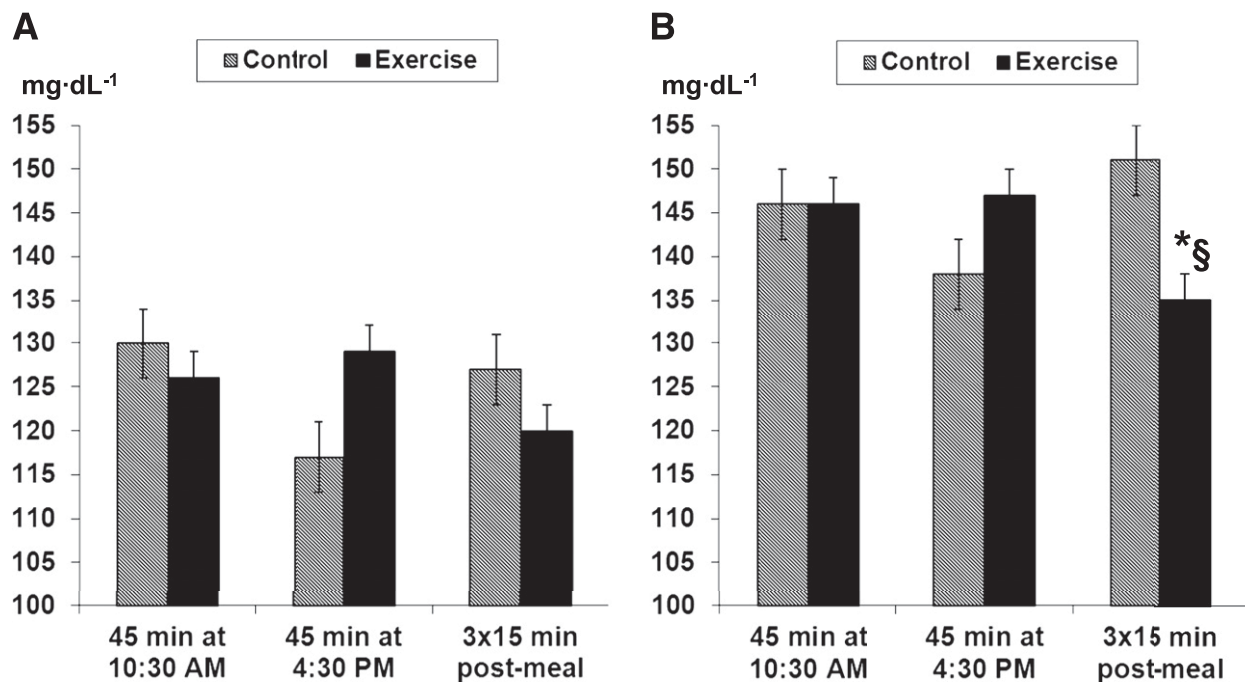 A
Control Exercise
mg·dL-1
155
150
145
140
135
130
125
120
115
110
105
100
45 min at
10:30 AM
45 min at
4:30 PM
3x15 min
post-meal
B
Control Exercise
mg·dL-1
155
150
145
140
135
130
125
120
115
110
105
100
*§
45 min at
10:30 AM
45 min at
4:30 PM
3x15 min
post-meal